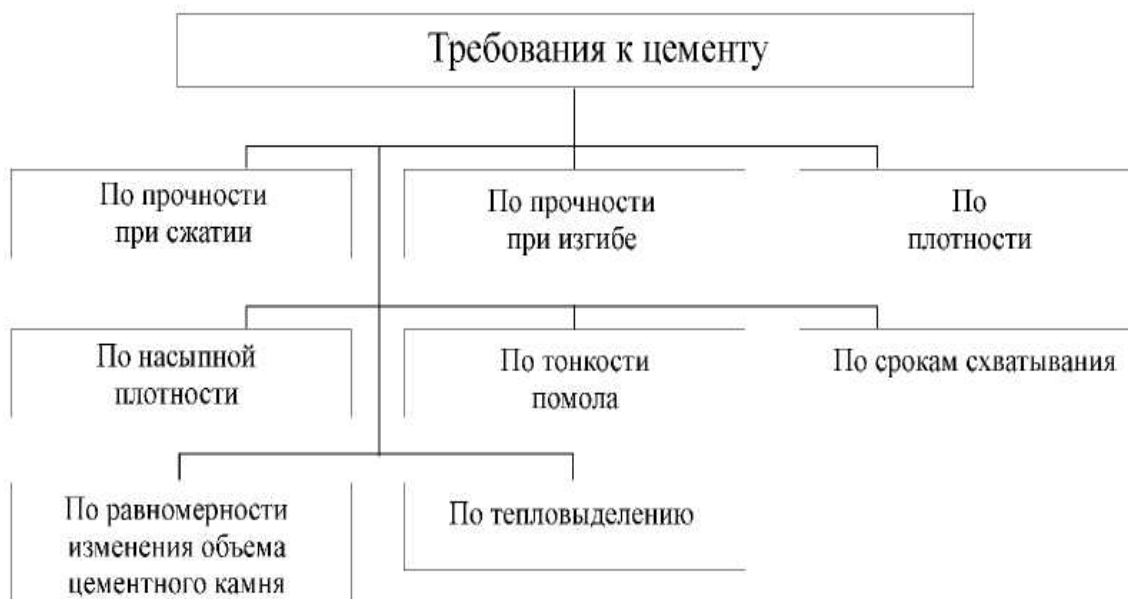 Требования к цементу
По прочности
при сжатии
По прочности
при изгибе
По
плотности
По насыпной
плотности
По тонкости
помола
По срокам схватывания
По равномерности
изменения объема
цементного камня
По тепловыделению